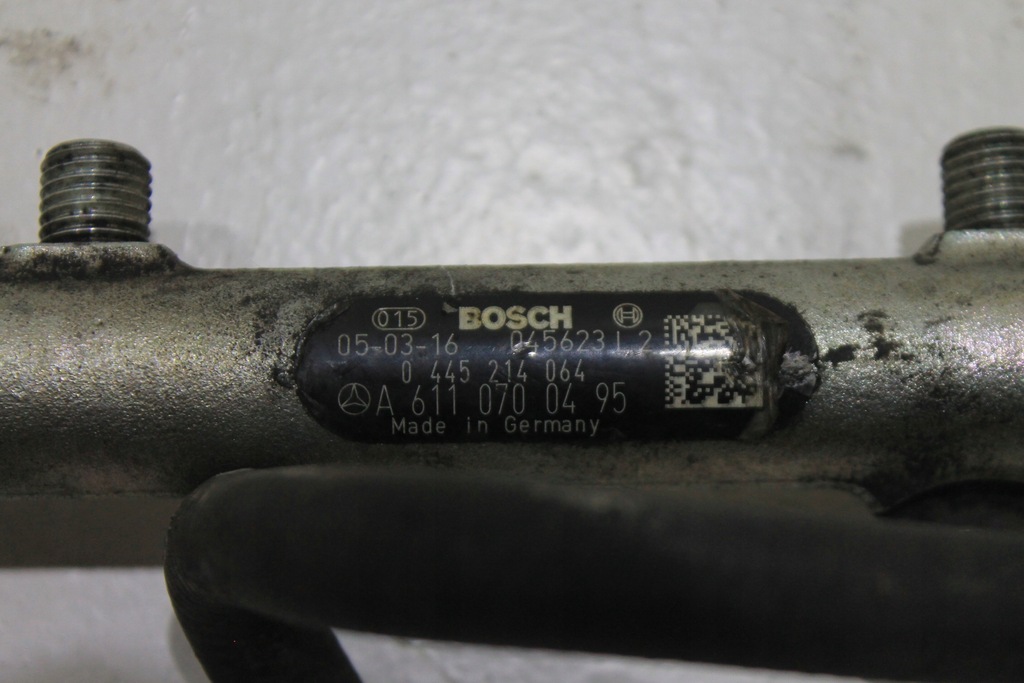 015 BOSCH
05-03-16 045623 L 2
0 445 214 064
A 611 070 04 95
Made in Germany